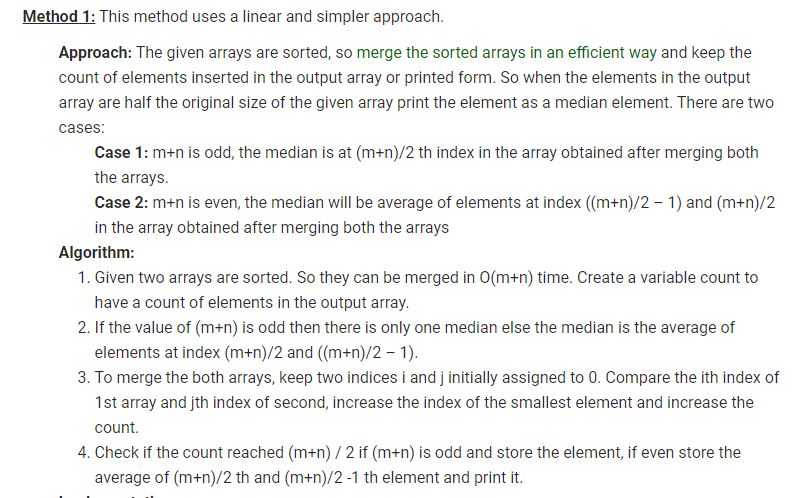 Method 1: This method uses a linear and simpler approach.
Approach: The given arrays are sorted, so merge the sorted arrays in an efficient way and keep the
count of elements inserted in the output array or printed form. So when the elements in the output
array are half the original size of the given array print the element as a median element. There are two
cases:
Case 1: m+n is odd, the median is at (m+n)/2 th index in the array obtained after merging both
the arrays.
Case 2: m+n is even, the median will be average of elements at index ((m+n)/2 – 1) and (m+n)/2
in the array obtained after merging both the arrays
Algorithm:
1. Given two arrays are sorted. So they can be merged in O(m+n) time. Create a variable count to
have a count of elements in the output array.
2. If the value of (m+n) is odd then there is only one median else the median is the average of
elements at index (m+n)/2 and ((m+n)/2 – 1).
3. To merge the both arrays, keep two indices i and j initially assigned to 0. Compare the ith index of
1st array and jth index of second, increase the index of the smallest element and increase the
count.
4. Check if the count reached (m+n) / 2 if (m+n) is odd and store the element, if even store the
average of (m+n)/2 th and (m+n)/2 -1 th element and print it.